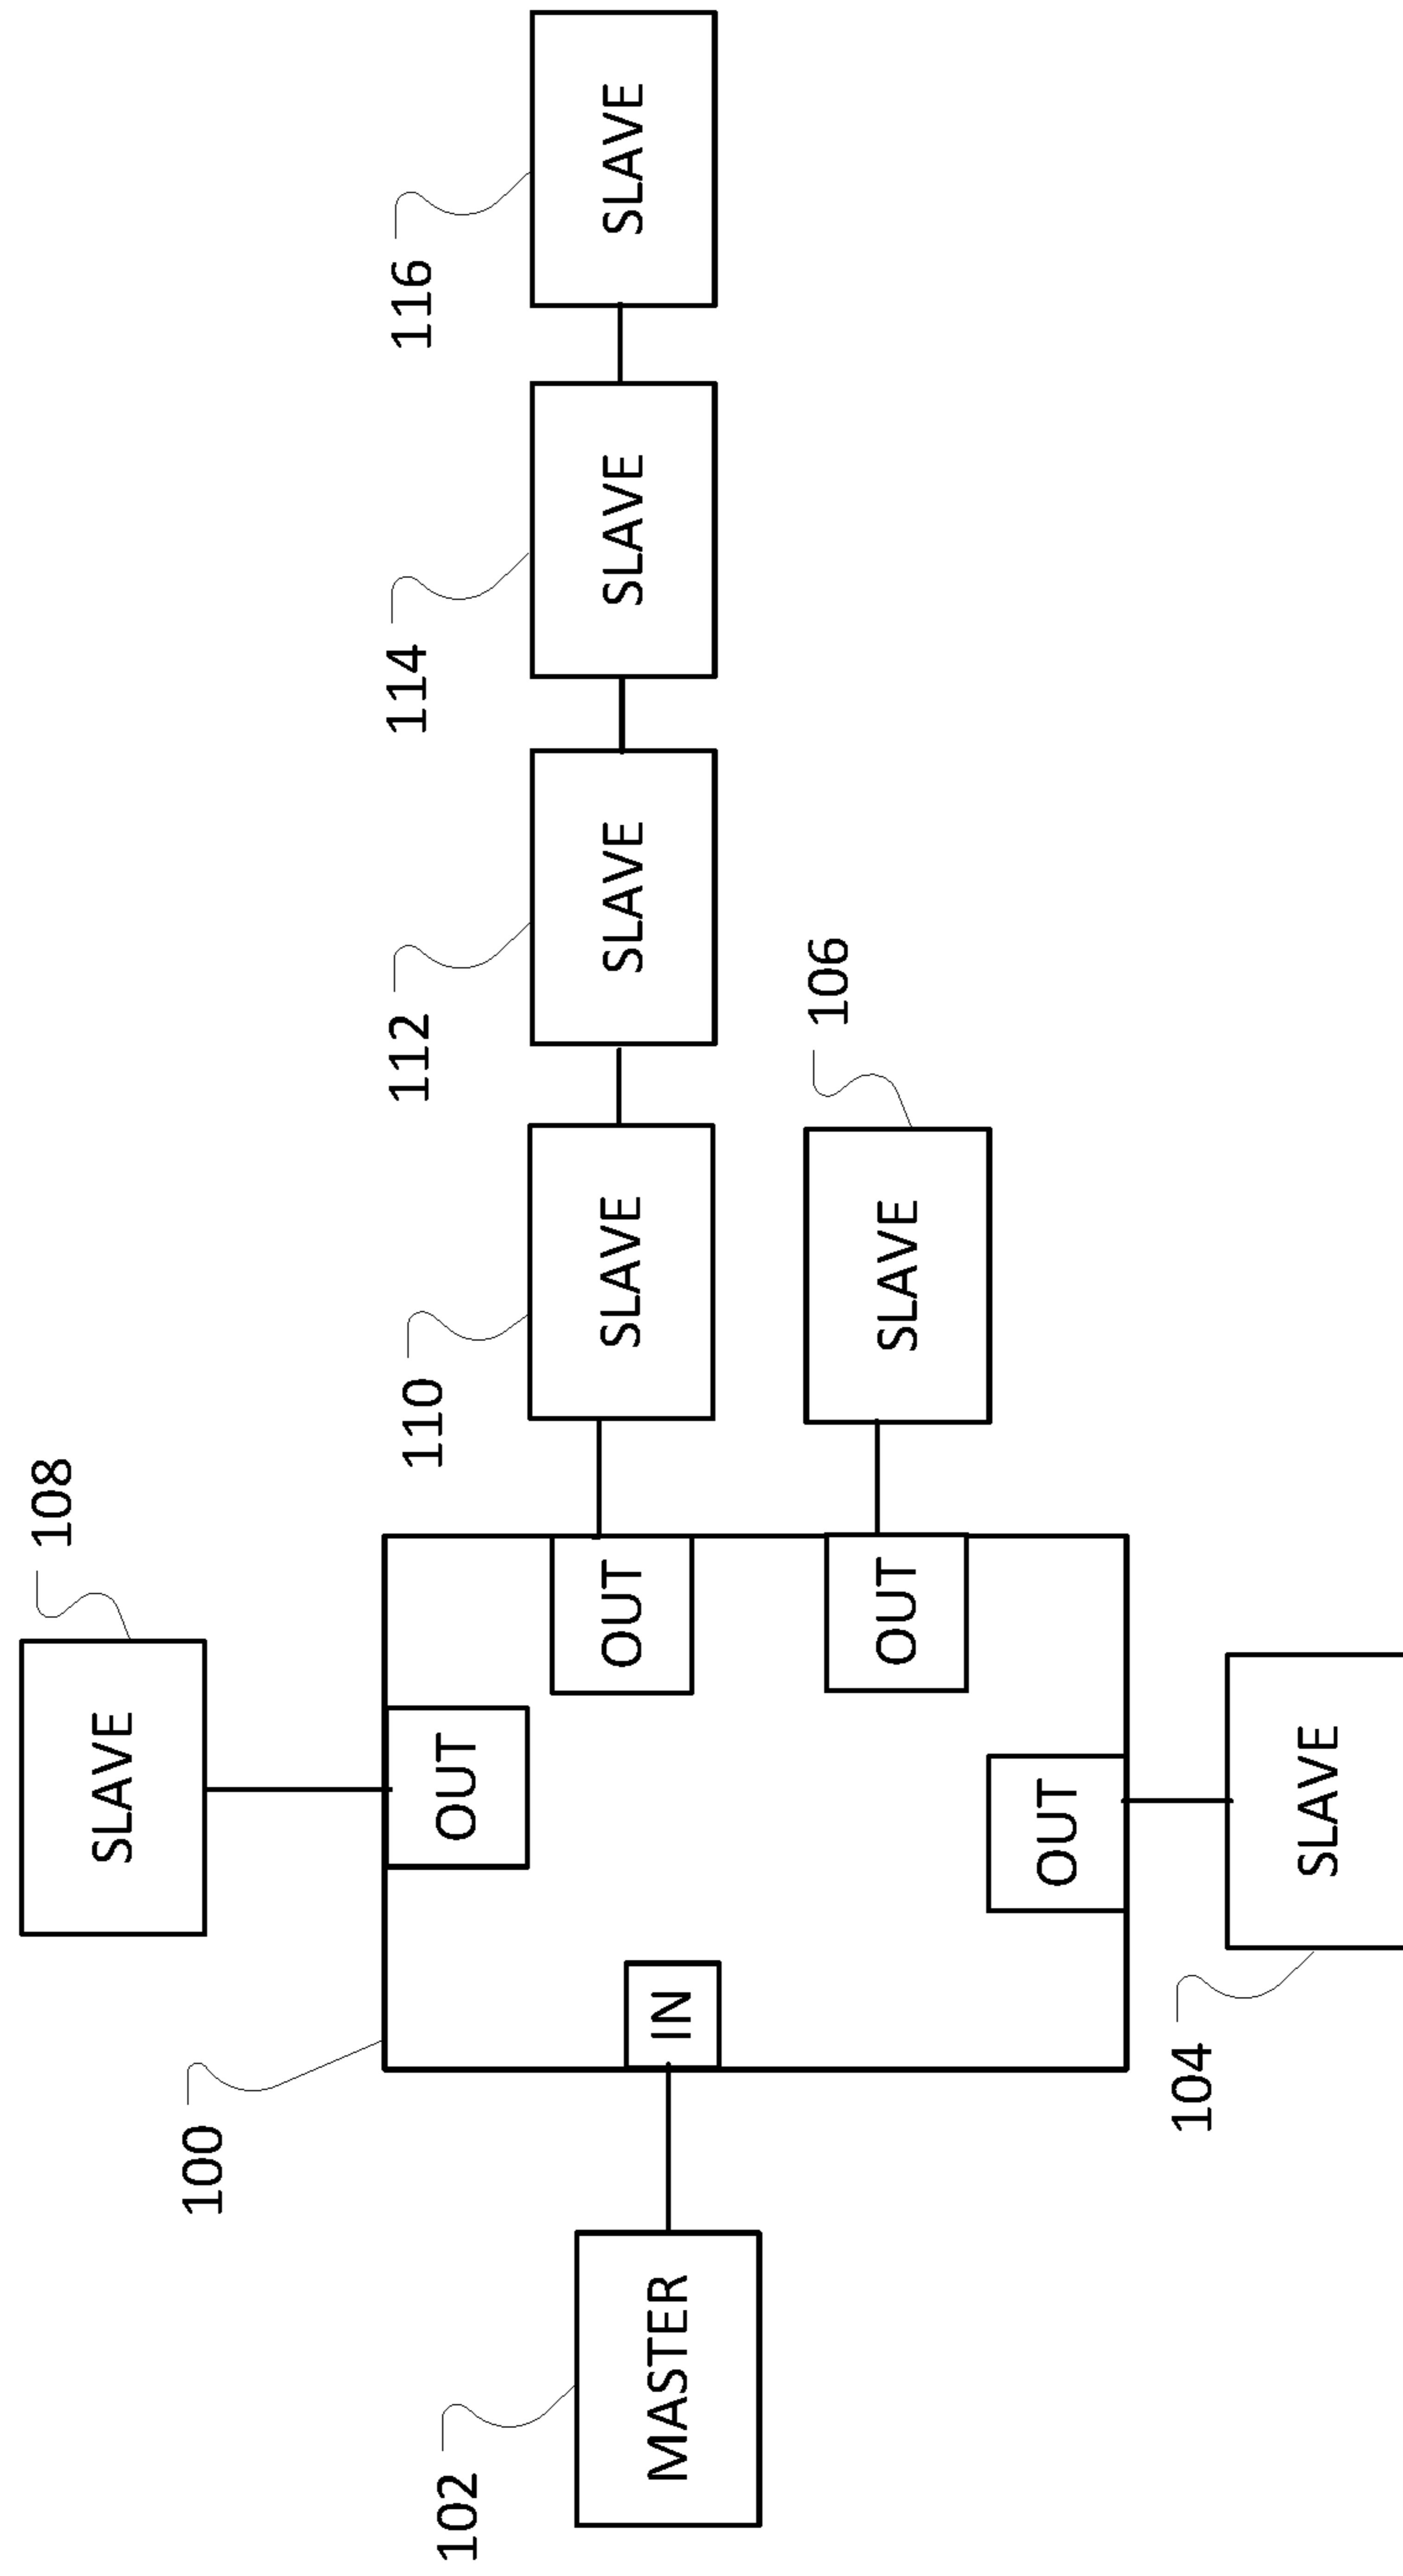 108
SLAVE
100
OUT
102
MASTER
IN
OUT
110
SLAVE
112
SLAVE
114
SLAVE
116
SLAVE
OUT
SLAVE
106
OUT
104
SLAVE